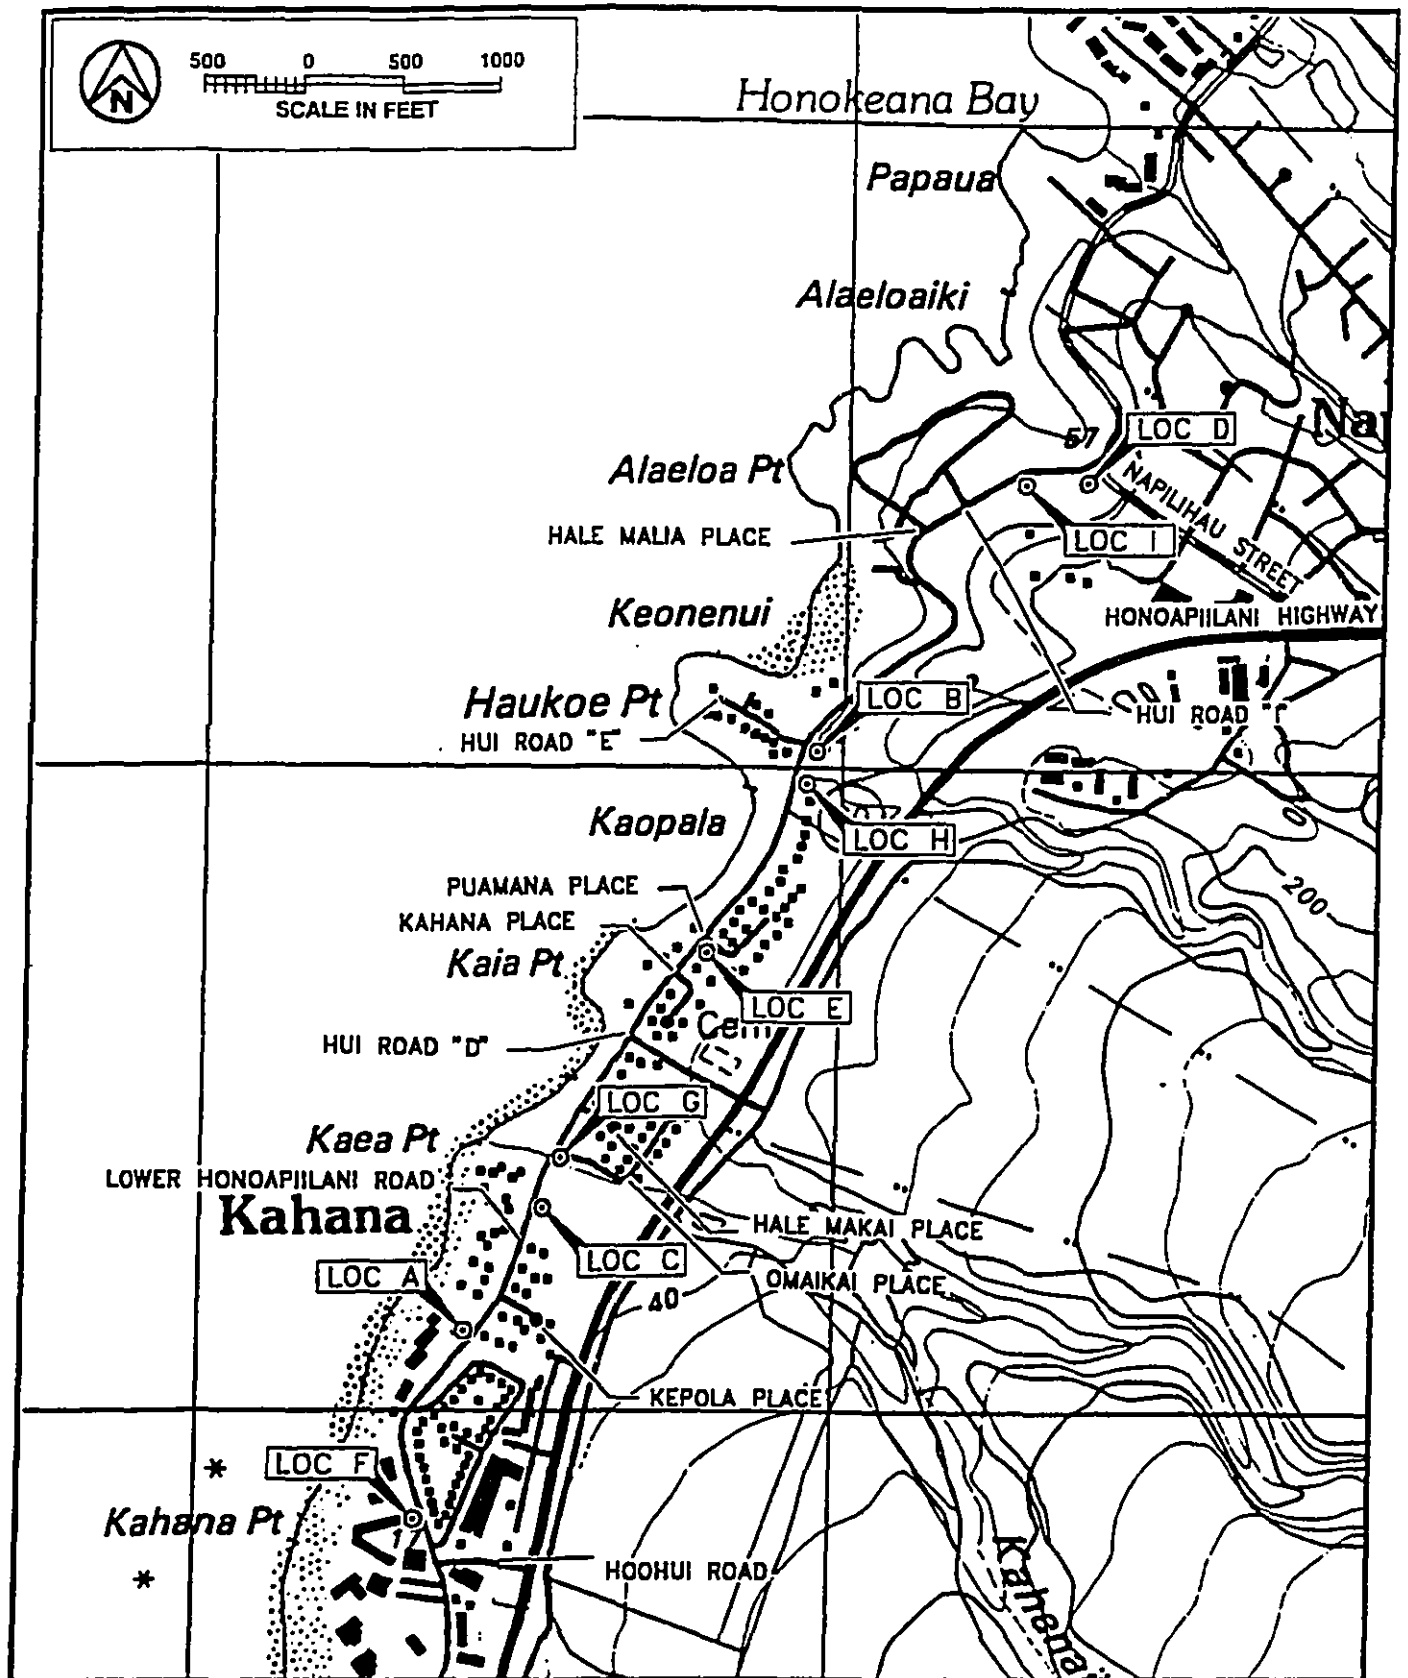 500 0 500 1000
N
SCALE IN FEET
Honokeana Bay
Papaua
Alaeloaiki
57
LOC D
Alaeloa Pt
NAPILIHAU STREET
HALE MALIA PLACE
LOC I
Keonenui
HONOAPIILANI HIGHWAY
LOC B
Haukoe Pt
HUI ROAD "E"
Kaopala
LOC H
PUAMANA PLACE
200
KAHANA PLACE
Kaia Pt
LOC E
HUI ROAD "D"
LOC G
Kaea Pt
LOWER HONOAPIILANI ROAD
Kahana
HALE MAKAI PLACE
LOC C
LOC A
OMAIKAI PLACE
40
KEPOLA PLACE
LOC F
Kahana Pt
1
HOOHUI ROAD
Kahana